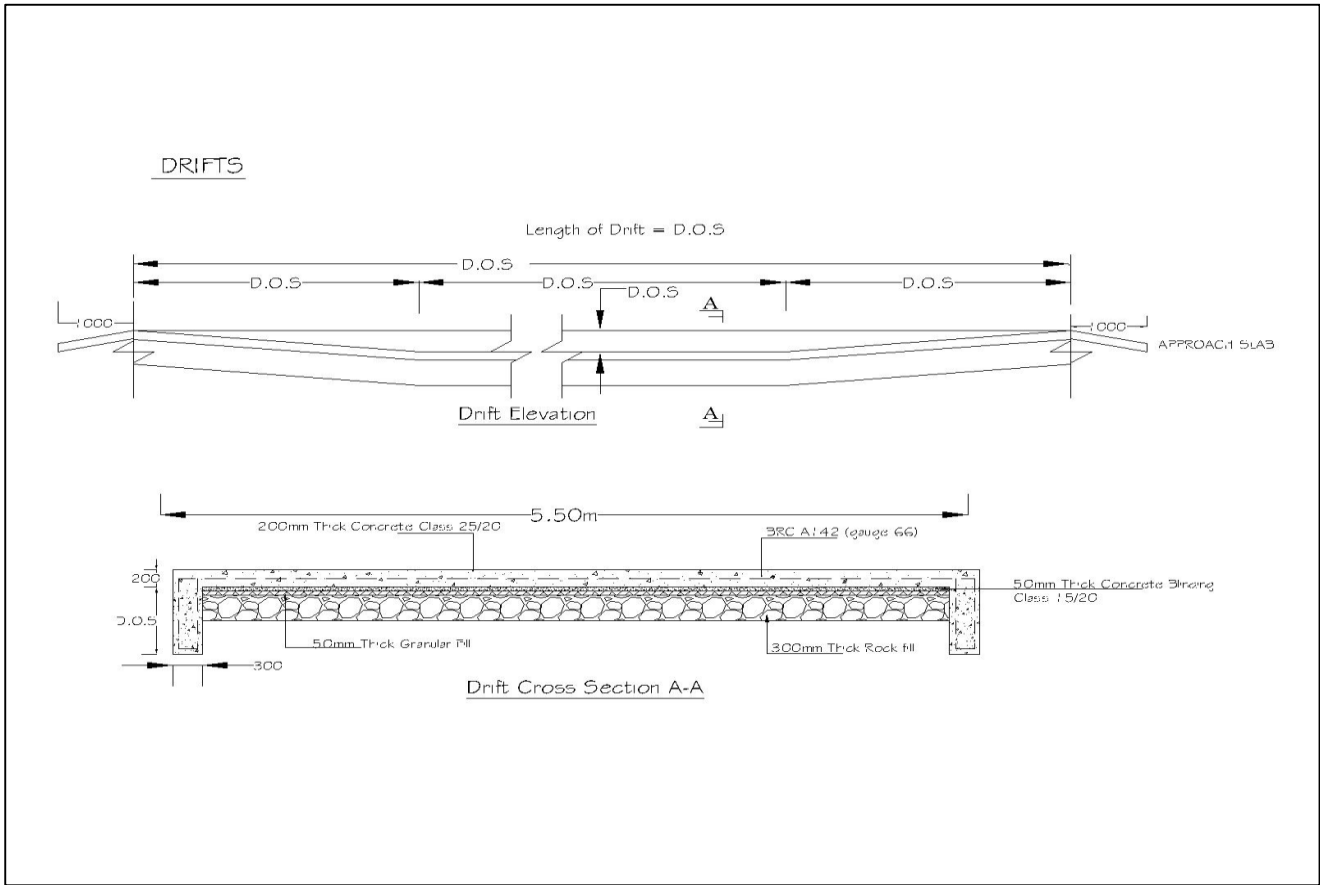 DRIFTS
Length of Drift = D.O.S
D.O.S
D.O.S
D.O.S
D.O.S
D.O.S
A
1000
1000
APPROACH SLAB
Drift Elevation
A
5.50m
200mm Thick Concrete Class 25/20
BRC A142 (gauge 66)
200
50mm Thick Concrete Blinding
Class 15/20
D.O.S
50mm Thick Granular Fill
300mm Thick Rock fill
300
Drift Cross Section A-A